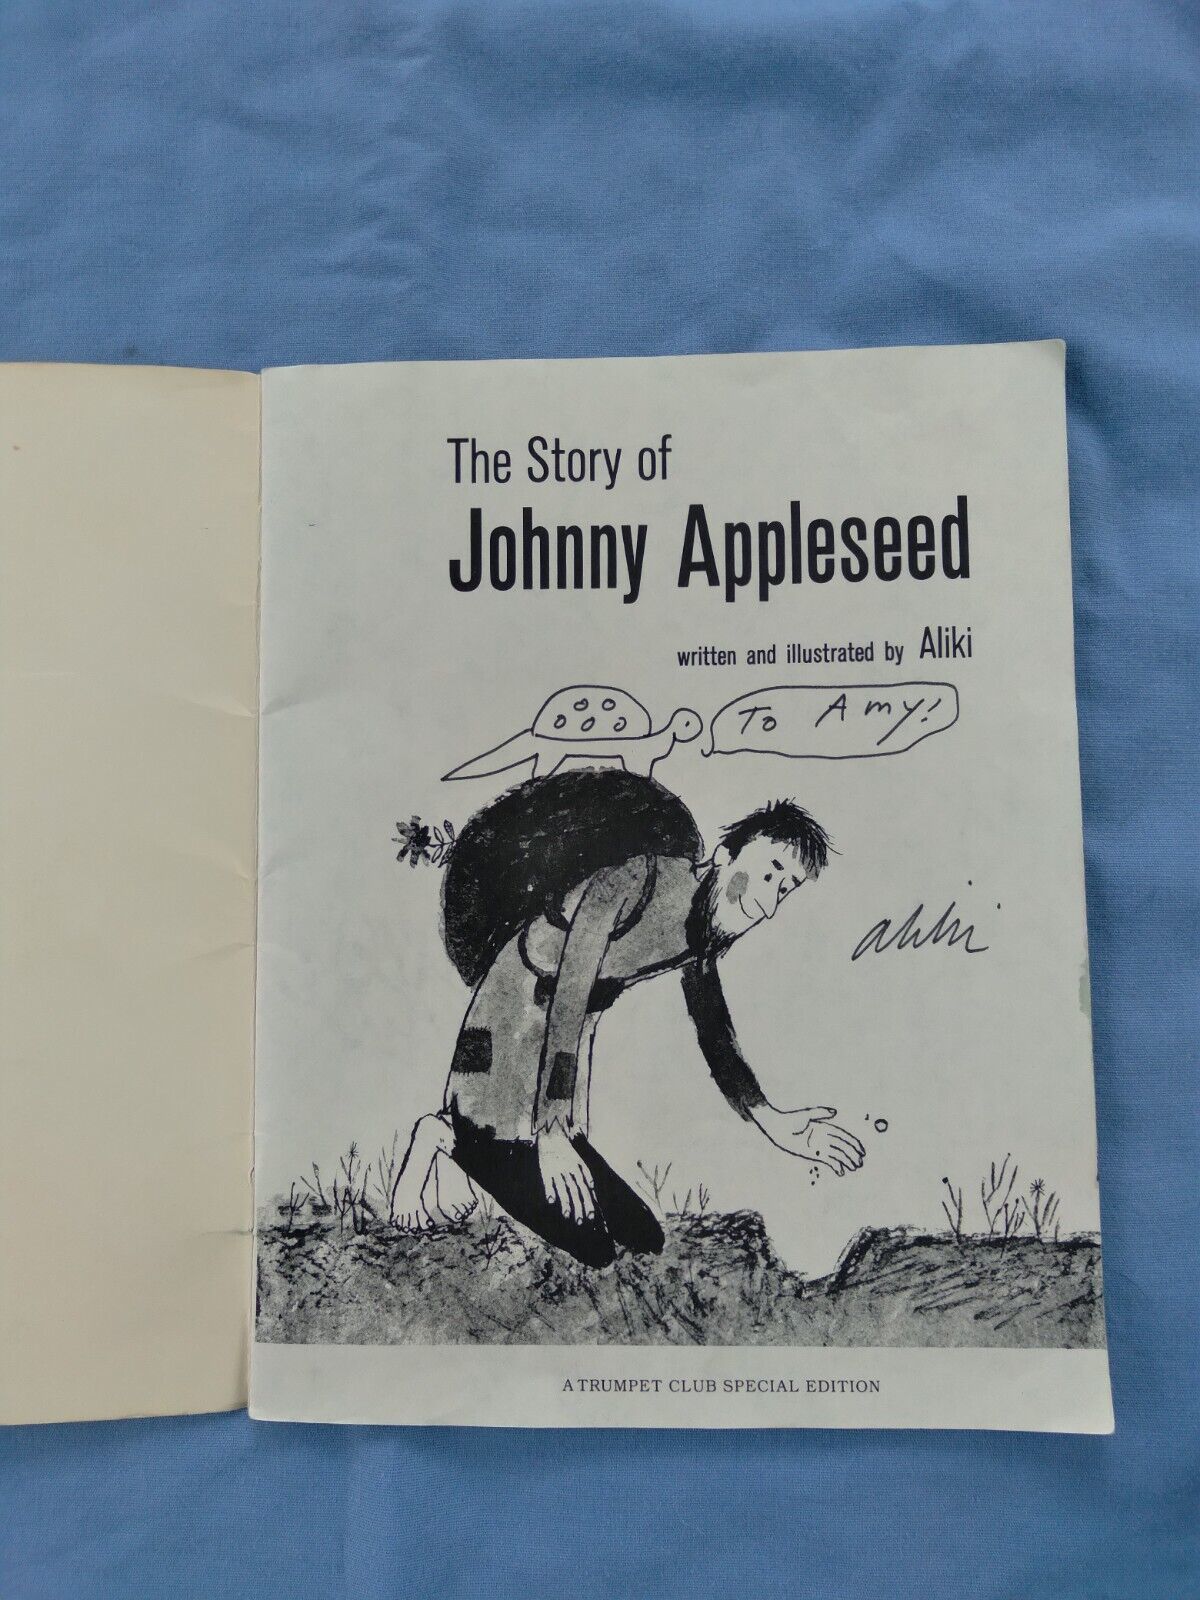 The Story of
Johnny Appleseed
written and illustrated by Aliki
To Amy!
aliki
A TRUMPET CLUB SPECIAL EDITION